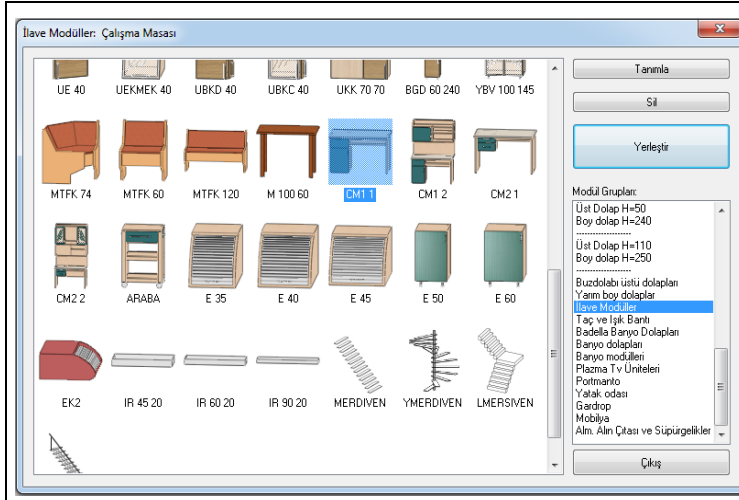 İlave Modüller: Çalışma Masası
UE 40 UEKMEK 40 UBKD 40 UBKC 40 UKK 70 70 BGD 60 240 YBV 100 145
MTFK 74 MTFK 60 MTFK 120 M 100 60 CM1 1 CM1 2 CM2 1
CM2 2 ARABA E 35 E 40 E 45 E 50 E 60
EK2 IR 45 20 IR 60 20 IR 90 20 MERDIVEN YMERDIVEN LMERSIVEN
Tanımla
Sil
Yerleştir
Modül Grupları:
Üst Dolap H=50
Boy dolap H=240
--------------------
Üst Dolap H=110
Boy dolap H=250
--------------------
Buzdolabı üstü dolapları
Yarım boy dolaplar
İlave Modüller
Taç ve Işık Bantı
Badella Banyo Dolapları
Banyo dolapları
Banyo modülleri
Plazma Tv Üniteleri
Portmanto
Yatak odası
Gardrop
Mobilya
Alm. Alın Çıtası ve Süpürgelikler
Çıkış